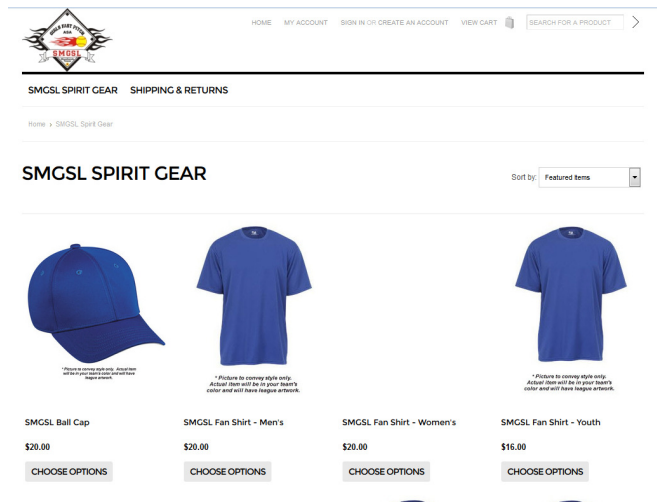 HOME MY ACCOUNT SIGN IN OR CREATE AN ACCOUNT VIEW CART SEARCH FOR A PRODUCT
GIRLS FAST PITCH
ASA
SMGSL
SMGSL SPIRIT GEAR SHIPPING & RETURNS
Home SMGSL Spirit Gear
SMGSL SPIRIT GEAR
Sort by: Featured Items
* Picture to convey style only. Actual item
will be in your team's color and will have
league artwork.
* Picture to convey style only.
Actual item will be in your team's
color and will have league artwork.
* Picture to convey style only.
Actual item will be in your team's
color and will have league artwork.
SMGSL Ball Cap
$20.00
CHOOSE OPTIONS
SMGSL Fan Shirt - Men's
$20.00
CHOOSE OPTIONS
SMGSL Fan Shirt - Women's
$20.00
CHOOSE OPTIONS
SMGSL Fan Shirt - Youth
$16.00
CHOOSE OPTIONS